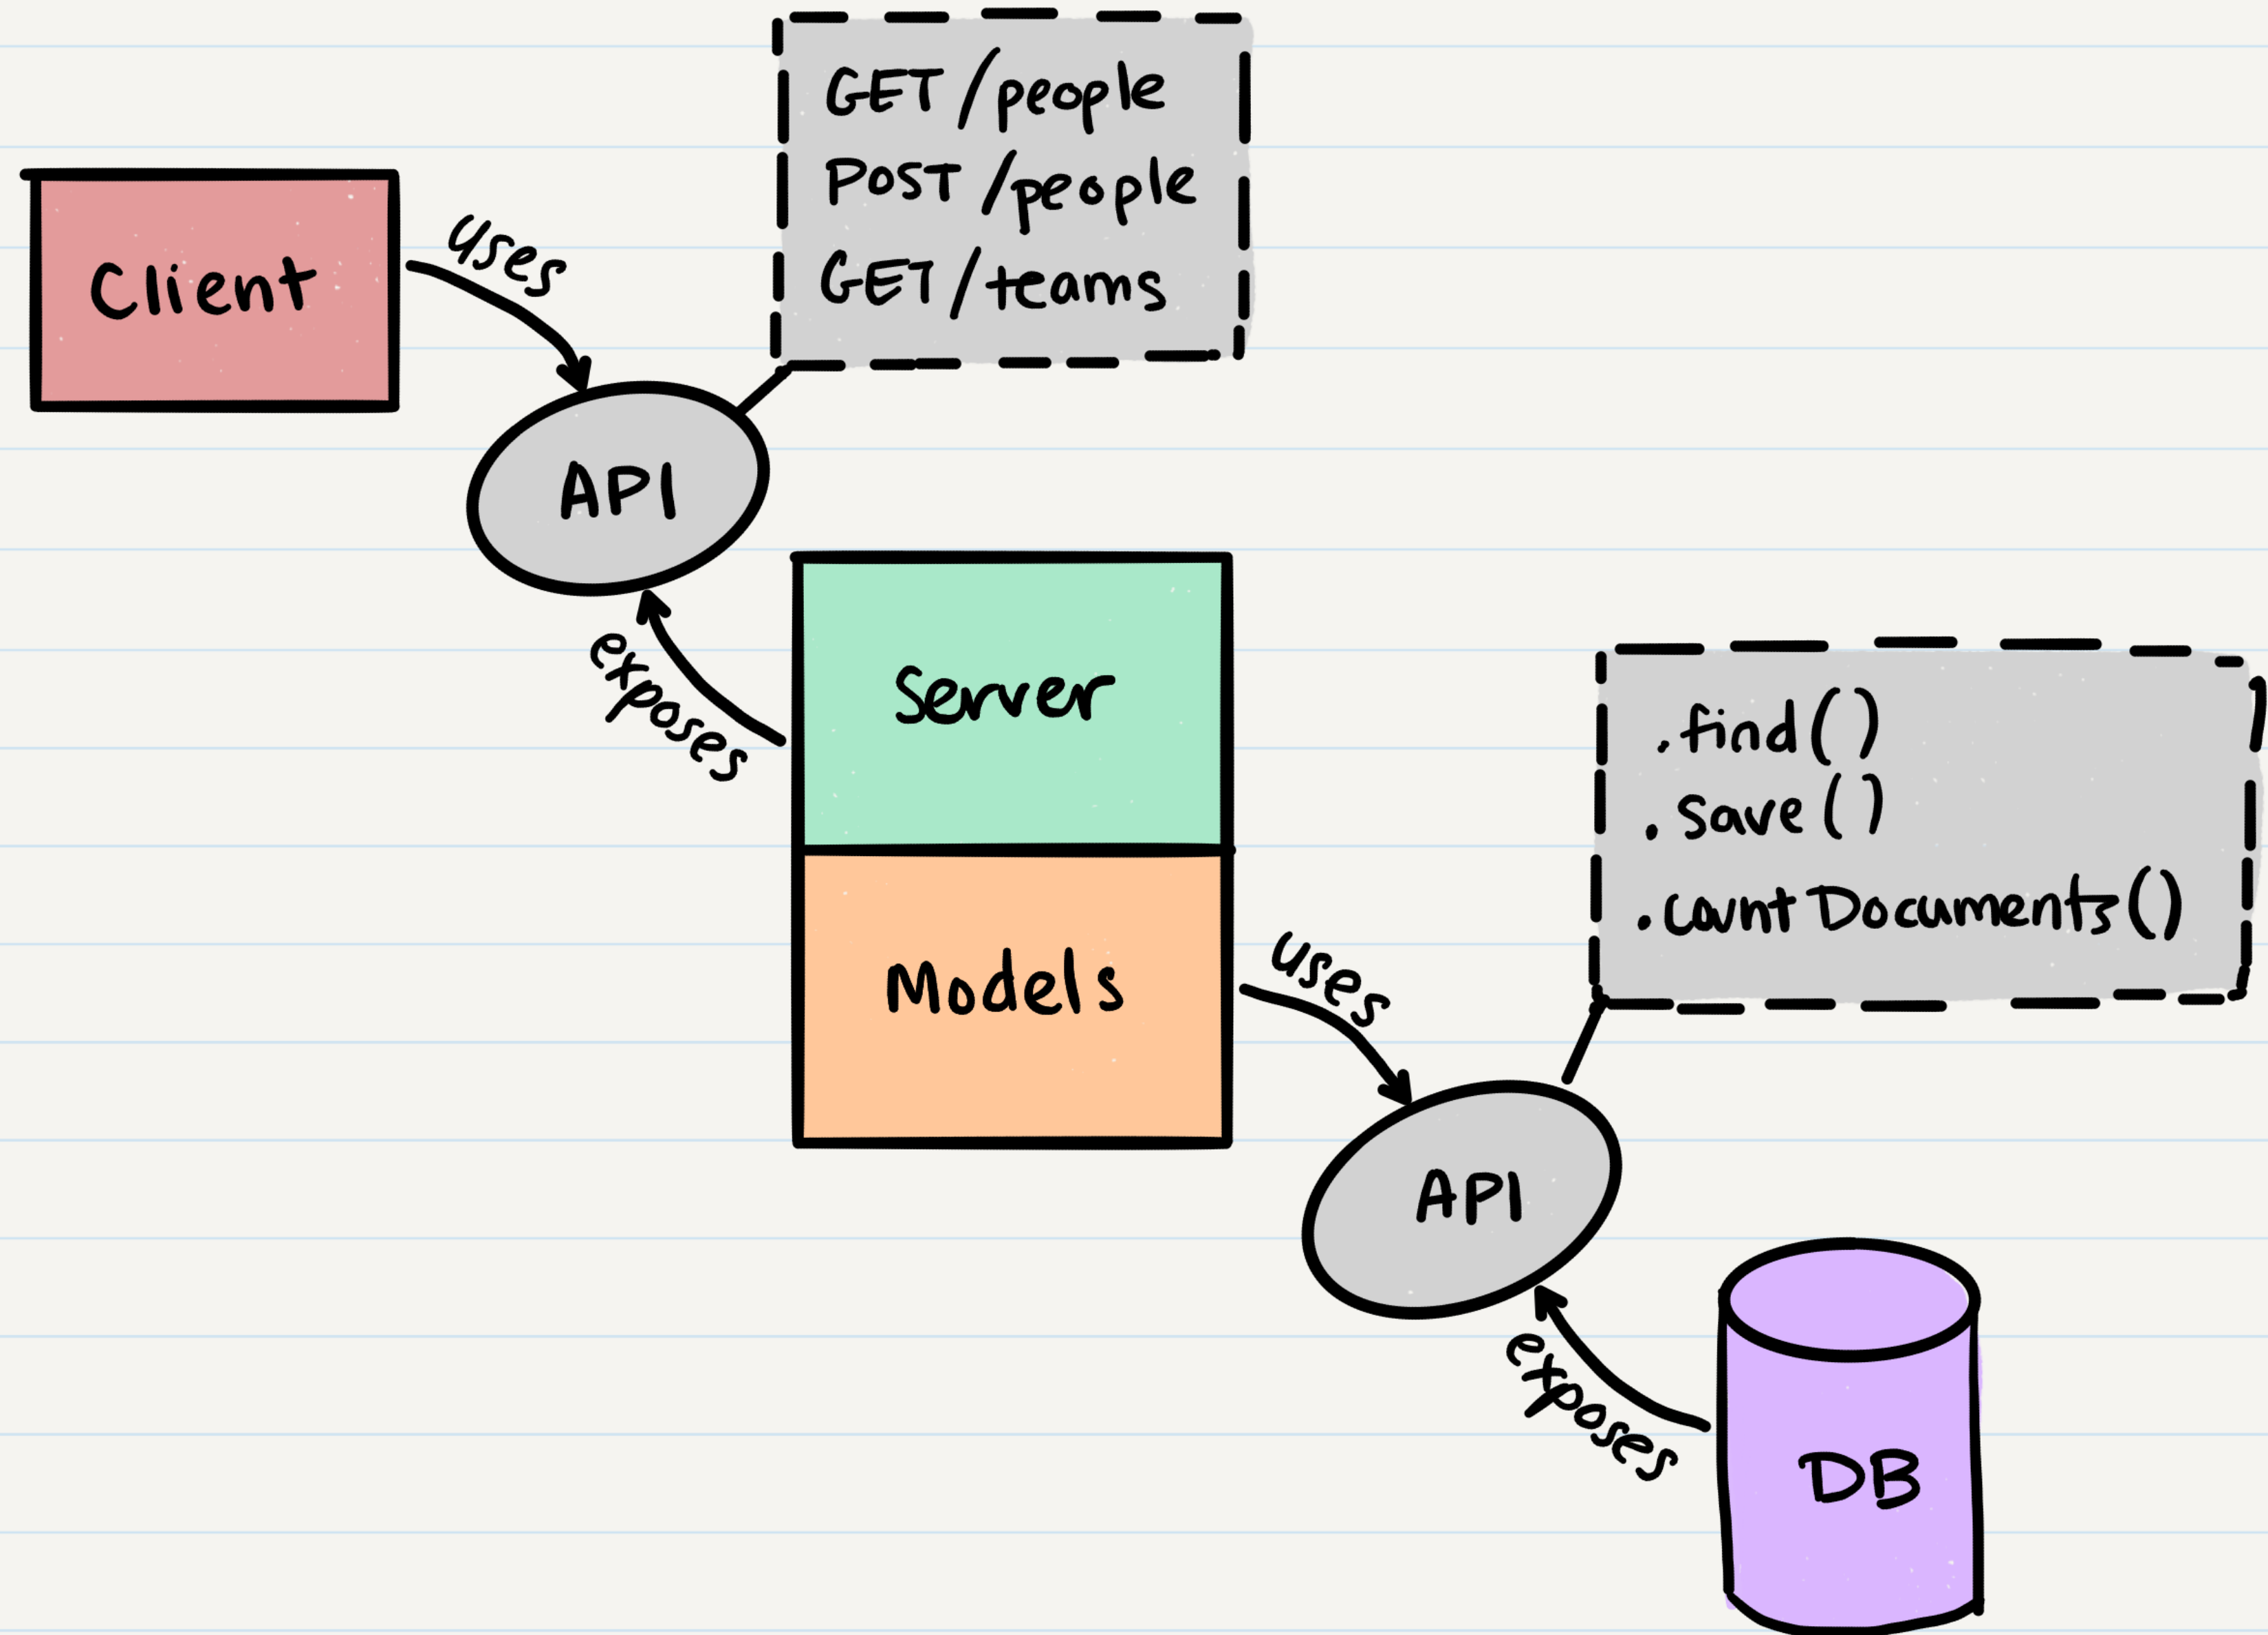 GET /people
POST /people
GET /teams
Client
uses
API
exposes
Server
.find()
.save()
.countDocuments()
Models
uses
API
exposes
DB